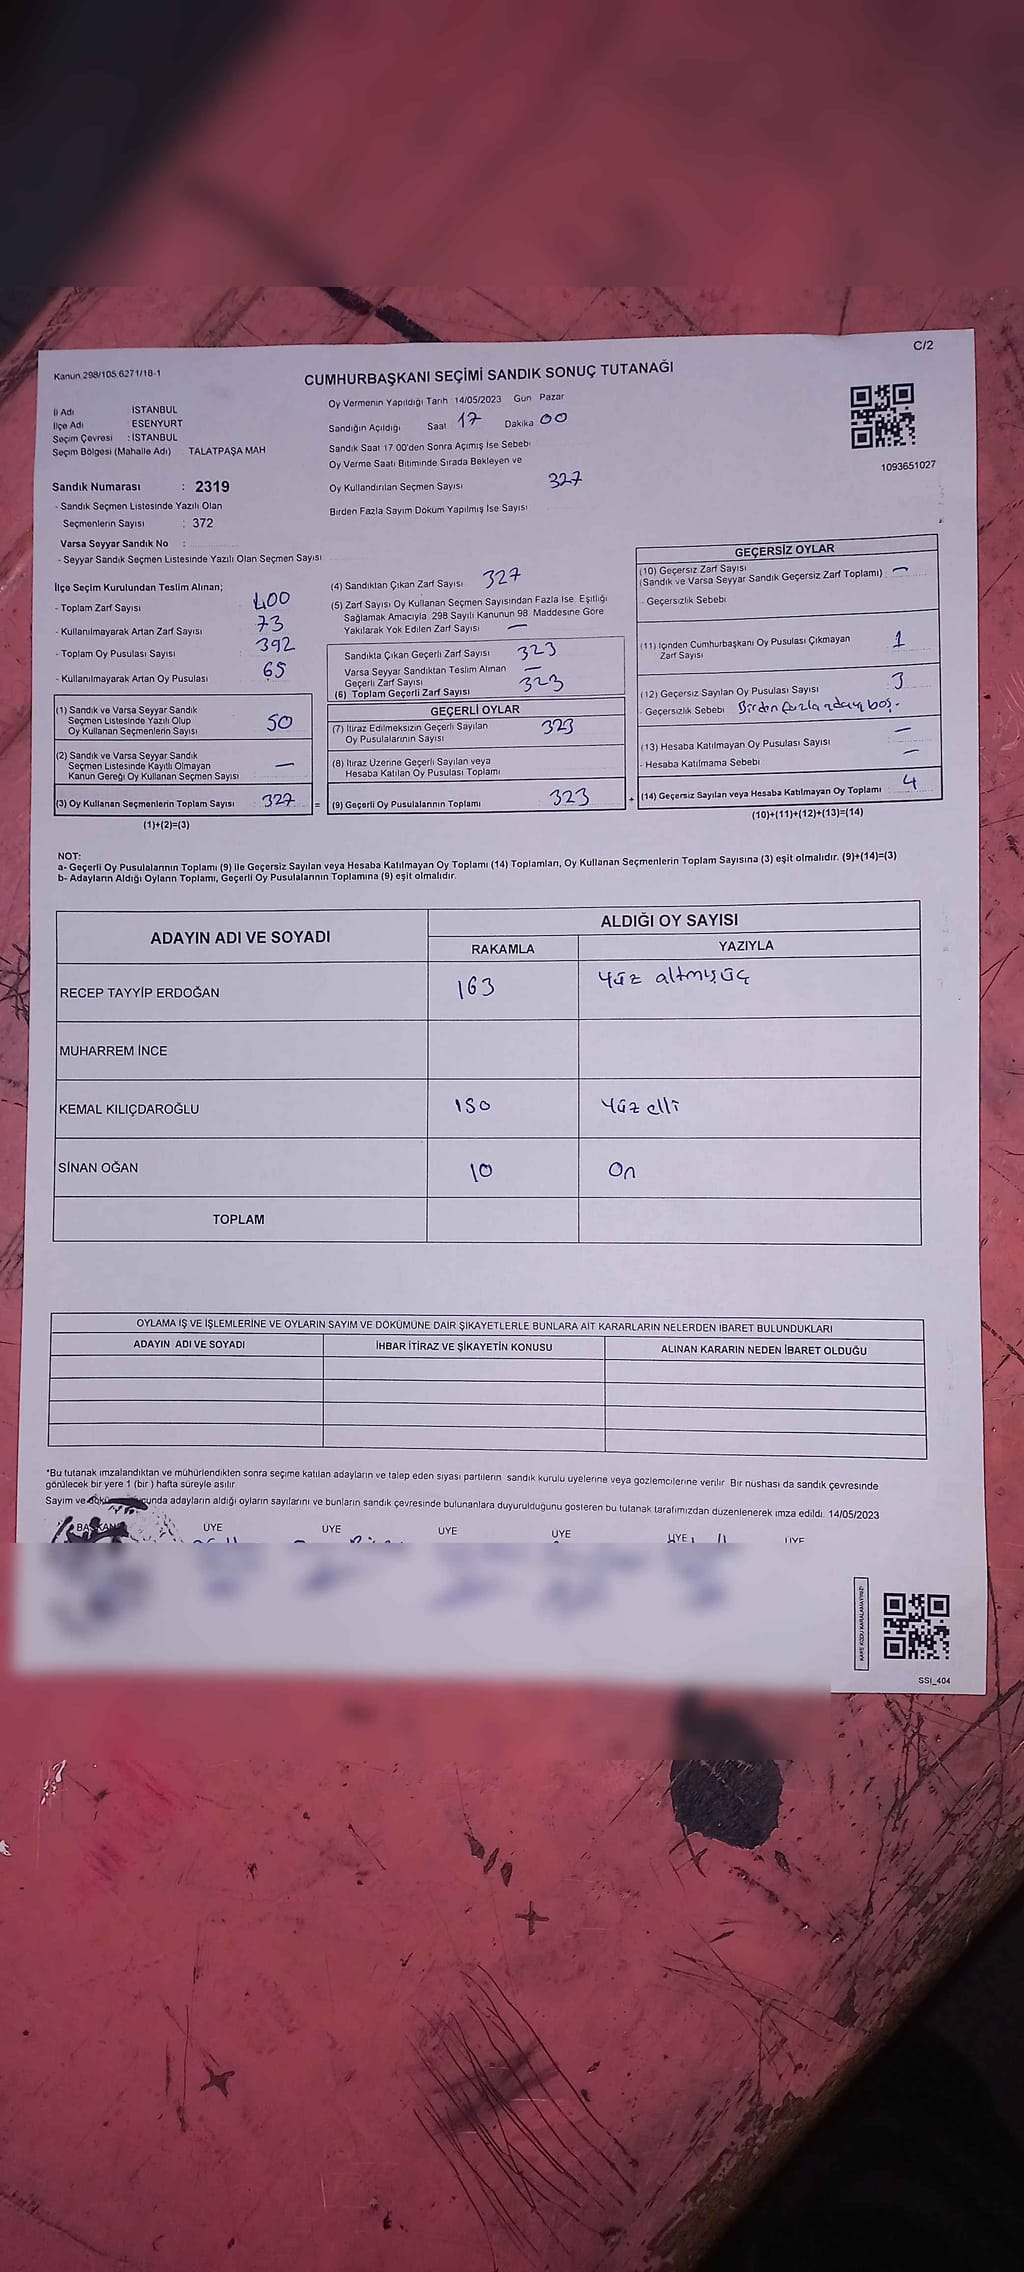 C/2
Kanun 298/105,6271/18-1
CUMHURBAŞKANI SEÇİMİ SANDIK SONUÇ TUTANAĞI
İl Adı İSTANBUL
İlçe Adı ESENYURT
Seçim Çevresi : İSTANBUL
Seçim Bölgesi (Mahalle Adı) TALATPAŞA MAH
Sandık Numarası : 2319
- Sandık Seçmen Listesinde Yazılı Olan
Seçmenlerin Sayısı : 372
Varsa Seyyar Sandık No :
- Seyyar Sandık Seçmen Listesinde Yazılı Olan Seçmen Sayısı
Oy Vermenin Yapıldığı Tarih 14/05/2023 Gün Pazar
Sandığın Açıldığı Saat 17 Dakika 00
Sandık Saat 17 00'den Sonra Açımış İse Sebebi
Oy Verme Saati Bitiminde Sırada Bekleyen ve
Oy Kullandırılan Seçmen Sayısı 327
Birden Fazla Sayım Döküm Yapılmış İse Sayısı
1093651027
İlçe Seçim Kurulundan Teslim Alınan;
- Toplam Zarf Sayısı 400
- Kullanılmayarak Artan Zarf Sayısı 73
- Toplam Oy Pusulası Sayısı 392
- Kullanılmayarak Artan Oy Pusulası 65
(1) Sandık ve Varsa Seyyar Sandık
Seçmen Listesinde Yazılı Olup
Oy Kullanan Seçmenlerin Sayısı 50
(2) Sandık ve Varsa Seyyar Sandık
Seçmen Listesinde Kayıtlı Olmayan
Kanun Gereği Oy Kullanan Seçmen Sayısı —
(3) Oy Kullanan Seçmenlerin Toplam Sayısı 327 =
(1)+(2)=(3)
(4) Sandıktan Çıkan Zarf Sayısı 327
(5) Zarf Sayısı Oy Kullanan Seçmen Sayısından Fazla İse, Eşitliği
Sağlamak Amacıyla 298 Sayılı Kanunun 98 Maddesine Göre
Yakılarak Yok Edilen Zarf Sayısı —
Sandıkta Çıkan Geçerli Zarf Sayısı 323
Varsa Seyyar Sandıktan Teslim Alınan
Geçerli Zarf Sayısı —
(6) Toplam Geçerli Zarf Sayısı 323
GEÇERLİ OYLAR
(7) İtiraz Edilmeksizin Geçerli Sayılan
Oy Pusulalarının Sayısı 323
(8) İtiraz Üzerine Geçerli Sayılan veya
Hesaba Katılan Oy Pusulası Toplamı
(9) Geçerli Oy Pusulalarının Toplamı 323 +
GEÇERSİZ OYLAR
(10) Geçersiz Zarf Sayısı
(Sandık ve Varsa Seyyar Sandık Geçersiz Zarf Toplamı) —
- Geçersizlik Sebebi
(11) İçinden Cumhurbaşkanı Oy Pusulası Çıkmayan
Zarf Sayısı 1
(12) Geçersiz Sayılan Oy Pusulası Sayısı 3
- Geçersizlik Sebebi Birden fazla aday, boş.
(13) Hesaba Katılmayan Oy Pusulası Sayısı —
- Hesaba Katılmama Sebebi —
(14) Geçersiz Sayılan veya Hesaba Katılmayan Oy Toplamı 4
(10)+(11)+(12)+(13)=(14)
NOT:
a- Geçerli Oy Pusulalarının Toplamı (9) ile Geçersiz Sayılan veya Hesaba Katılmayan Oy Toplamı (14) Toplamları, Oy Kullanan Seçmenlerin Toplam Sayısına (3) eşit olmalıdır. (9)+(14)=(3)
b- Adayların Aldığı Oyların Toplamı, Geçerli Oy Pusulalarının Toplamına (9) eşit olmalıdır.
ADAYIN ADI VE SOYADI ALDIĞI OY SAYISI
RAKAMLA YAZIYLA
RECEP TAYYİP ERDOĞAN 163 Yüz altmış üç
MUHARREM İNCE
KEMAL KILIÇDAROĞLU 150 Yüz elli
SİNAN OĞAN 10 On
TOPLAM
OYLAMA İŞ VE İŞLEMLERİNE VE OYLARIN SAYIM VE DÖKÜMÜNE DAİR ŞİKAYETLERLE BUNLARA AİT KARARLARIN NELERDEN İBARET BULUNDUKLARI
ADAYIN ADI VE SOYADI İHBAR İTİRAZ VE ŞİKAYETİN KONUSU ALINAN KARARIN NEDEN İBARET OLDUĞU
*Bu tutanak imzalandıktan ve mühürlendikten sonra seçime katılan adayların ve talep eden siyasi partilerin sandık kurulu üyelerine veya gözlemcilerine verilir Bir nüshası da sandık çevresinde
görülecek bir yere 1 (bir ) hafta süreyle asılır
Sayım ve adayların aldığı oyların sayılarını ve bunların sandık çevresinde bulunanlara duyurulduğunu gösteren bu tutanak tarafımızdan düzenlenerek imza edildi. 14/05/2023
BAŞKAN ÜYE ÜYE ÜYE ÜYE ÜYE ÜYE
SSI_404